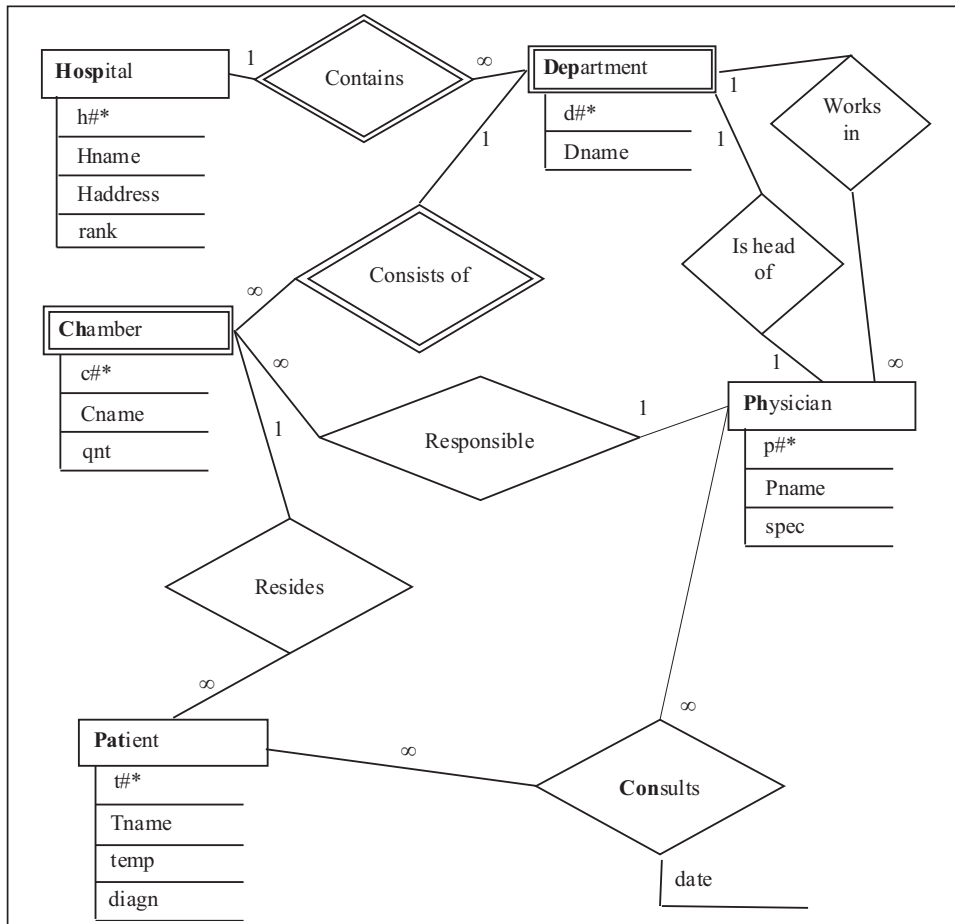 1
∞
Hospital
Contains
Department
h#*
Hname
Haddress
rank
d#*
Dname
1
Works
in
1
1
Is head
of
Consists of
∞
Chamber
c#*
Cname
qnt
∞
1
Responsible
1
1
∞
Physician
p#*
Pname
spec
Resides
∞
Patient
t#*
Tname
temp
diagn
∞
∞
Consults
date